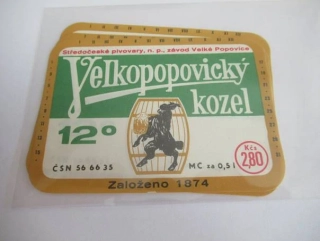 Středočeské pivovary, n. p., závod Velké Popovice
Velkopopovický
kozel
12°
Kčs
2,80
ČSN 56 66 35
MC za 0,5 l
Založeno 1874